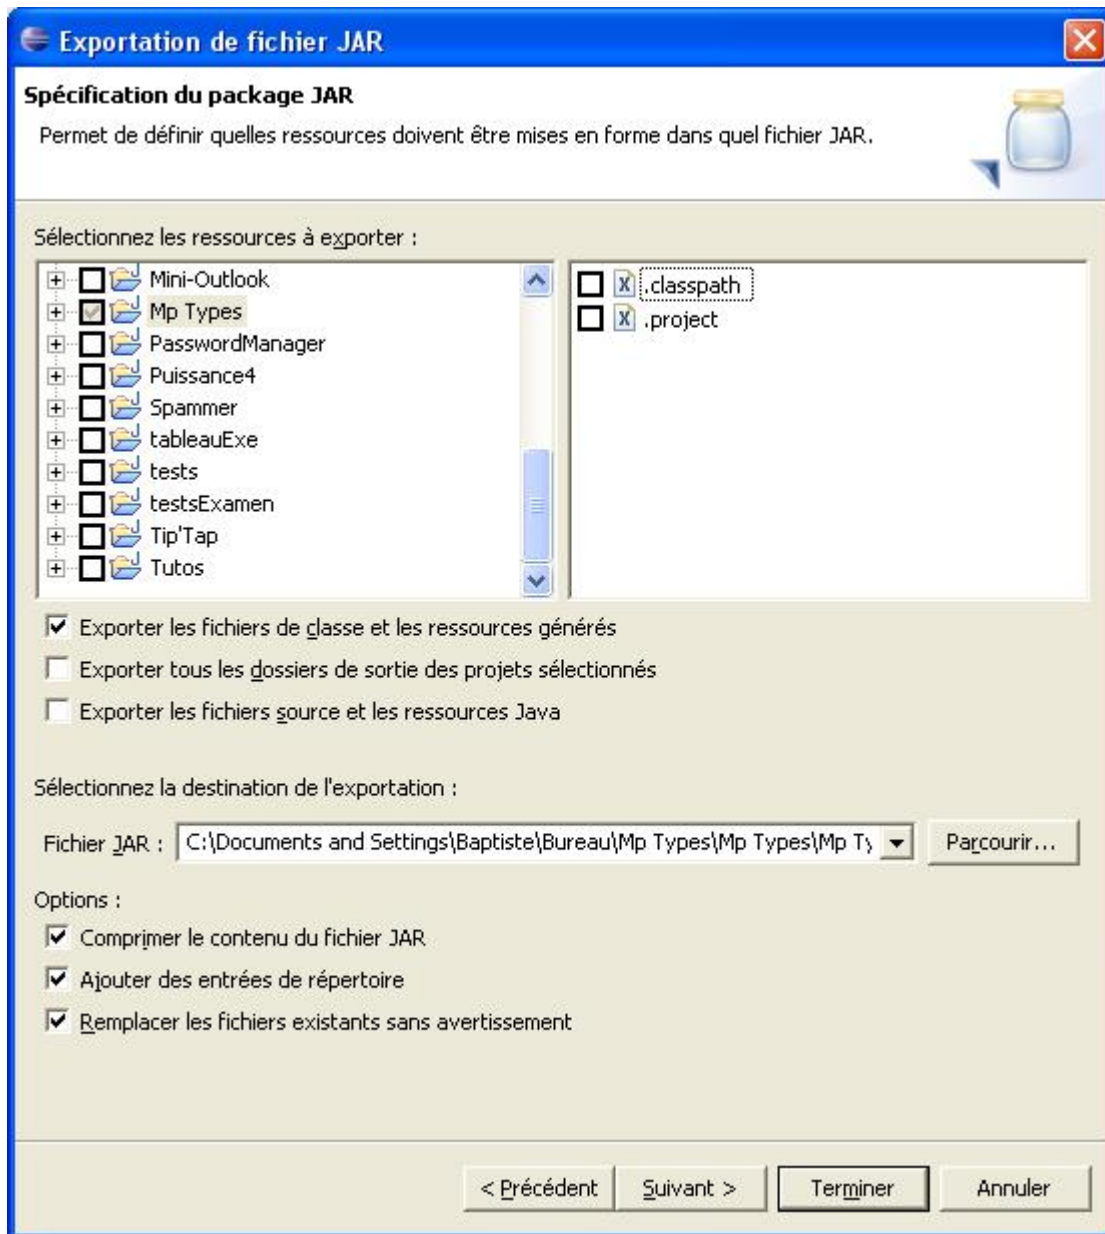 Exportation de fichier JAR
Spécification du package JAR
Permet de définir quelles ressources doivent être mises en forme dans quel fichier JAR.
Sélectionnez les ressources à exporter :
Mini-Outlook
Mp Types
PasswordManager
Puissance4
Spammer
tableauExe
tests
testsExamen
Tip'Tap
Tutos
.classpath
.project
Exporter les fichiers de classe et les ressources générés
Exporter tous les dossiers de sortie des projets sélectionnés
Exporter les fichiers source et les ressources Java
Sélectionnez la destination de l'exportation :
Fichier JAR : C:\Documents and Settings\Baptiste\Bureau\Mp Types\Mp Types\Mp Ty Parcourir...
Options :
Comprimer le contenu du fichier JAR
Ajouter des entrées de répertoire
Remplacer les fichiers existants sans avertissement
< Précédent Suivant > Terminer Annuler